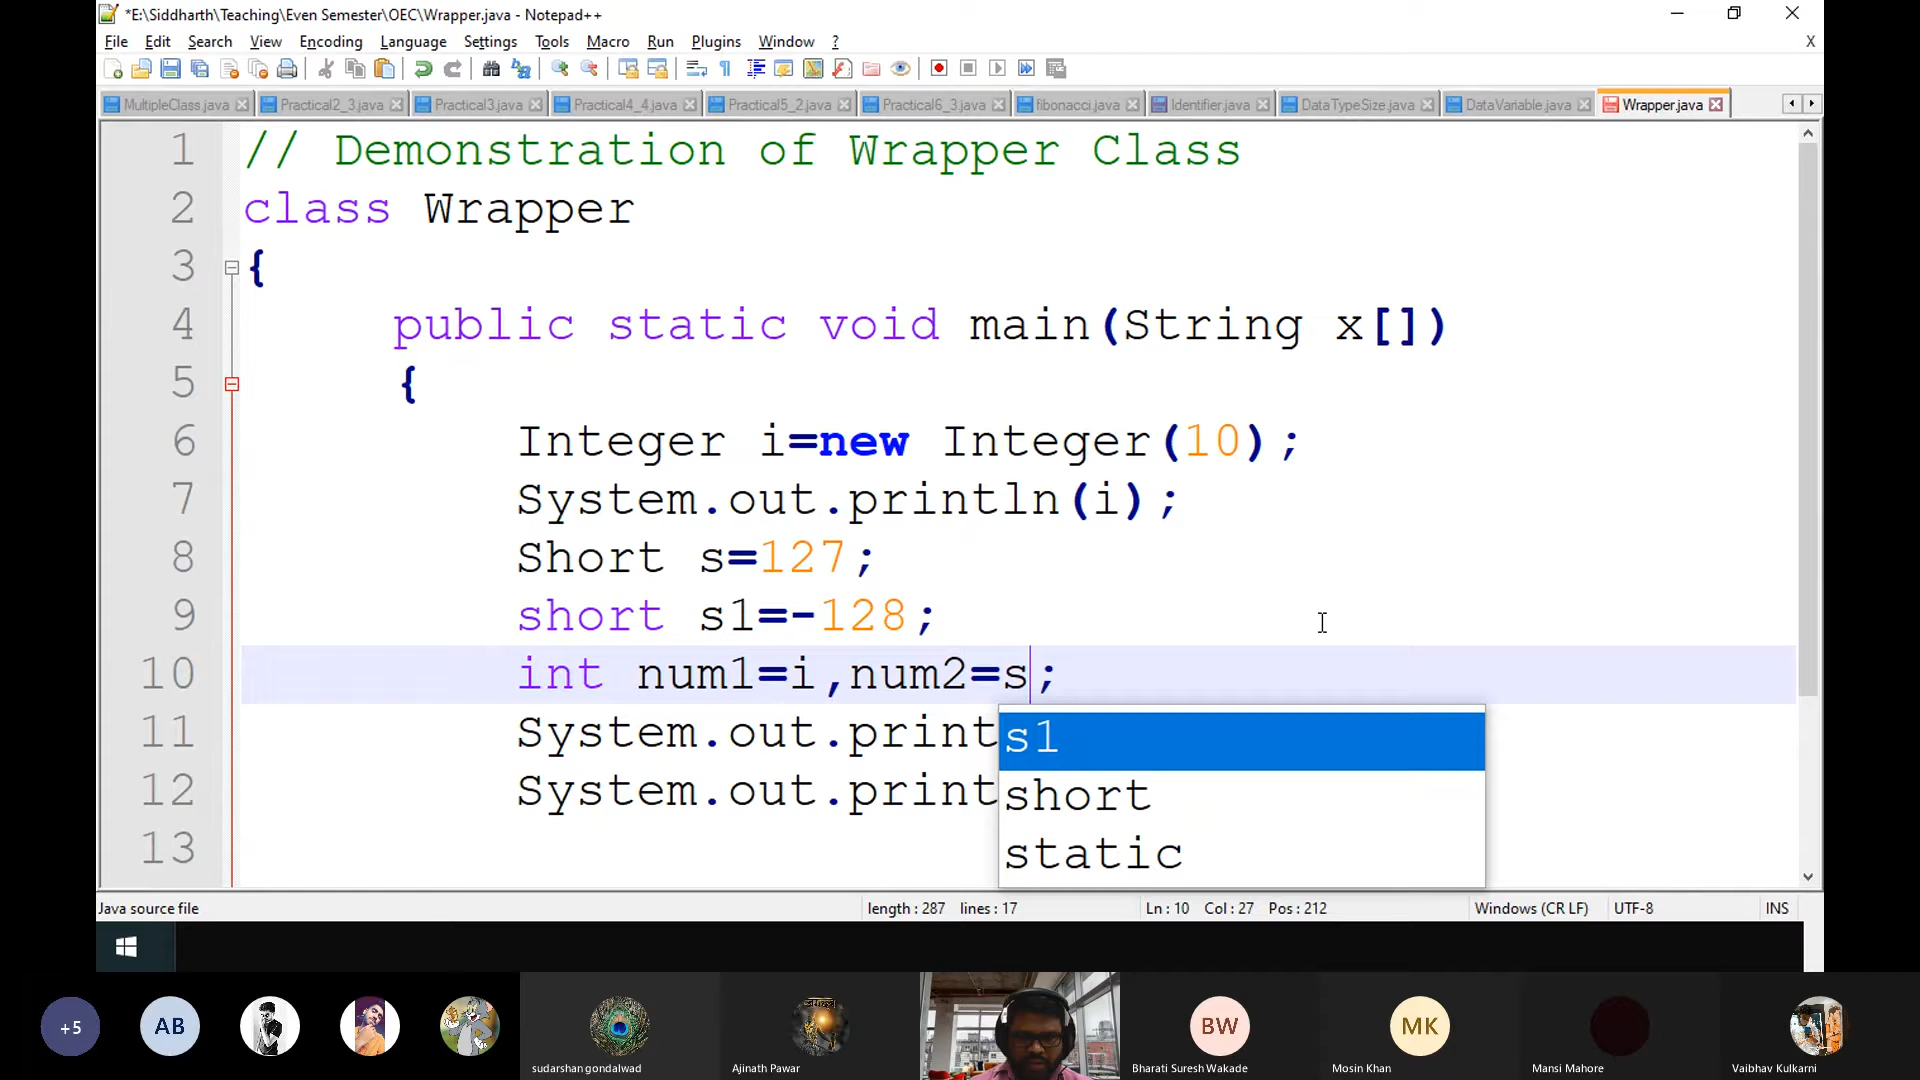 *E:\Siddharth\Teaching\Even Semester\OEC\Wrapper.java - Notepad++
File Edit Search View Encoding Language Settings Tools Macro Run Plugins Window ? X
MultipleClass.java Practical2_3.java Practical3.java Practical4_4.java Practical5_2.java Practical6_3.java fibonacci.java Identifier.java DataTypeSize.java DataVariable.java Wrapper.java
1 // Demonstration of Wrapper Class
2 class Wrapper
3 {
4 public static void main(String x[])
5 {
6 Integer i=new Integer(10);
7 System.out.println(i);
8 Short s=127;
9 short s1=-128;
10 int num1=i,num2=s;
11 System.out.print
s1
12 System.out.print
short
13
static
Java source file length : 287 lines : 17 Ln : 10 Col : 27 Pos : 212 Windows (CR LF) UTF-8 INS
+5 AB BW MK
sudarshan gondalwad Ajinath Pawar Bharati Suresh Wakade Mosin Khan Mansi Mahore Vaibhav Kulkarni